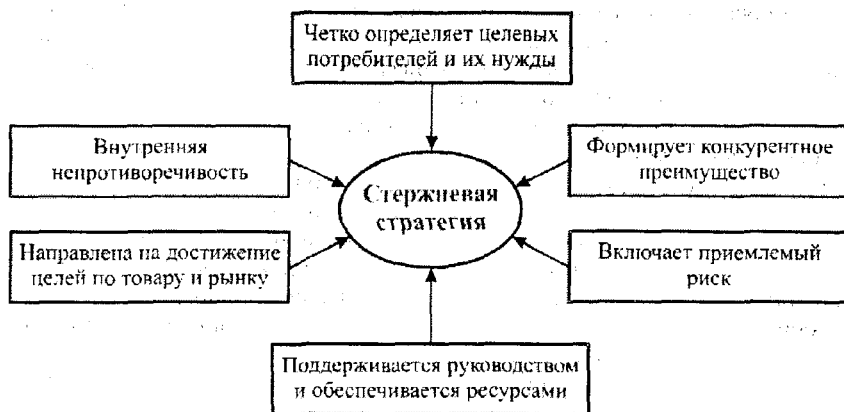 Четко определяет целевых
потребителей и их нужды
Внутренняя
непротиворечивость
Формирует конкурентное
преимущество
Стержневая
стратегия
Направлена на достижение
целей по товару и рынку
Включает приемлемый
риск
Поддерживается руководством
и обеспечивается ресурсами